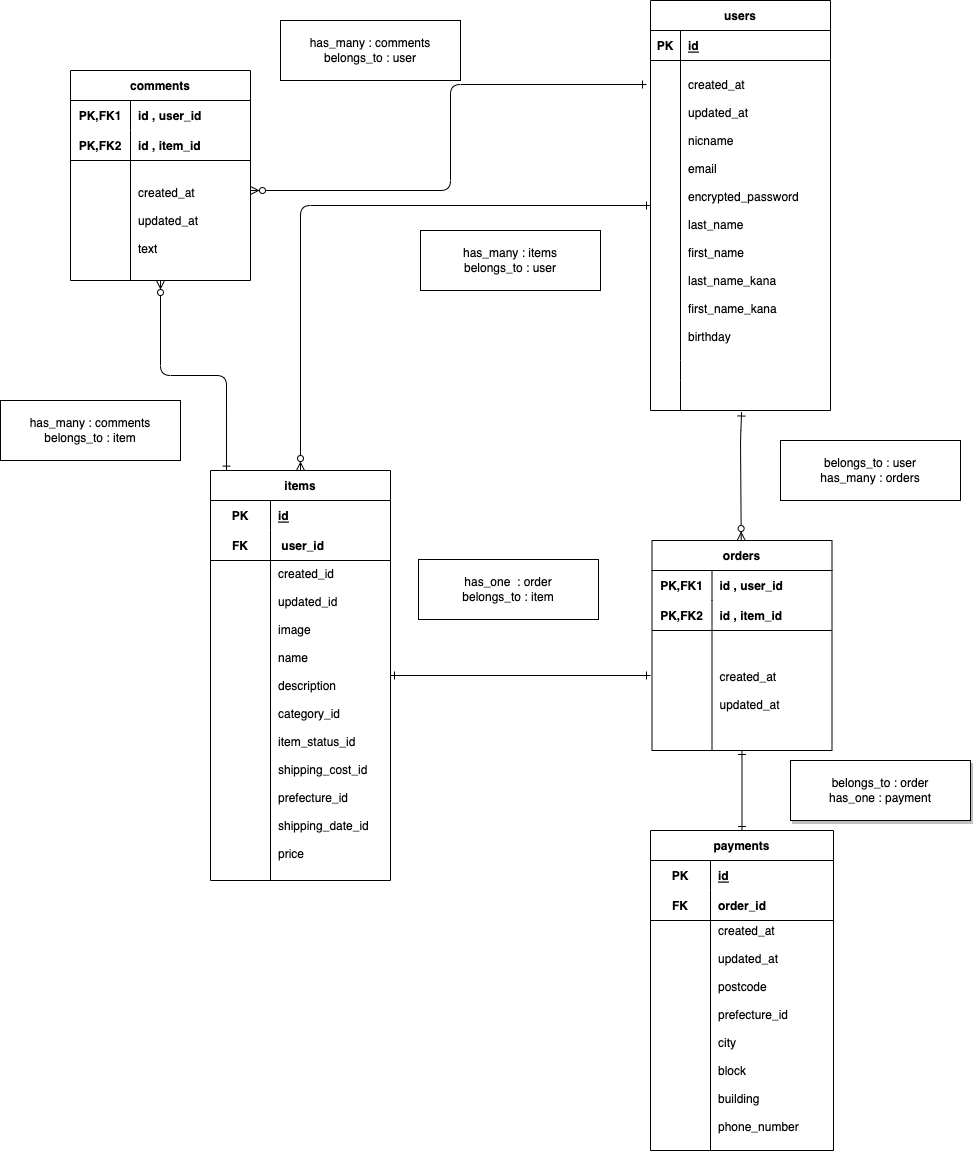 users
PK id
created_at
updated_at
nicname
email
encrypted_password
last_name
first_name
last_name_kana
first_name_kana
birthday
has_many : comments
belongs_to : user
comments
PK,FK1 id , user_id
PK,FK2 id , item_id
created_at
updated_at
text
has_many : items
belongs_to : user
has_many : comments
belongs_to : item
belongs_to : user
has_many : orders
items
PK id
FK user_id
created_id
updated_id
image
name
description
category_id
item_status_id
shipping_cost_id
prefecture_id
shipping_date_id
price
has_one : order
belongs_to : item
orders
PK,FK1 id , user_id
PK,FK2 id , item_id
created_at
updated_at
belongs_to : order
has_one : payment
payments
PK id
FK order_id
created_at
updated_at
postcode
prefecture_id
city
block
building
phone_number